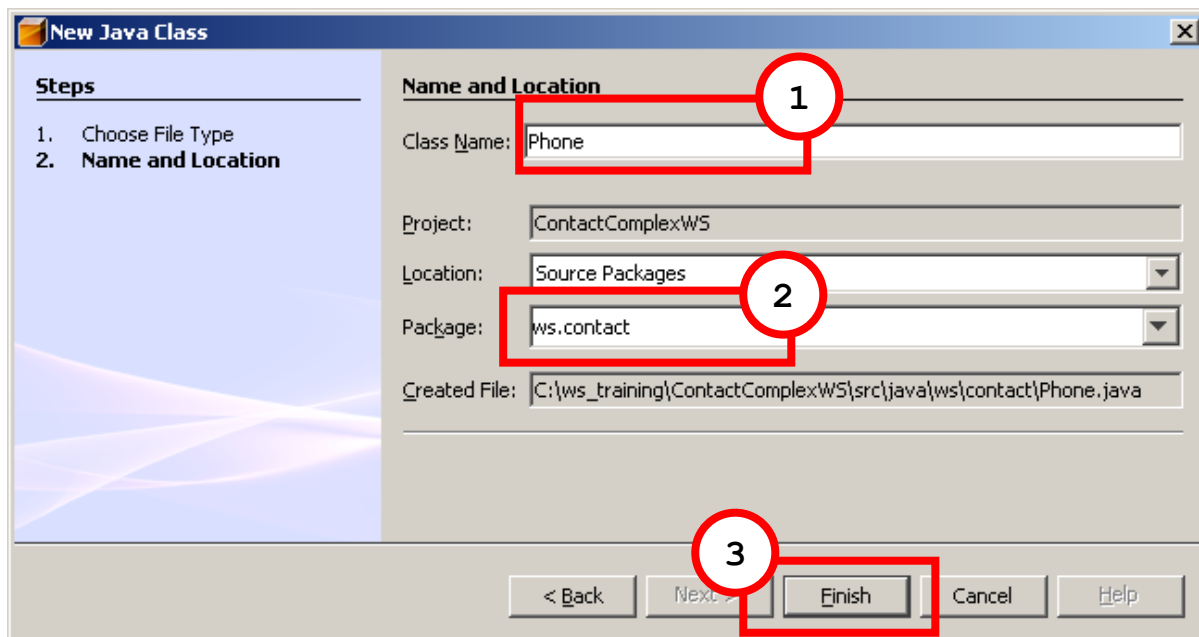 New Java Class
Steps
1. Choose File Type
2. Name and Location
Name and Location
1
Class Name: Phone
Project: ContactComplexWS
Location: Source Packages
2
Package: ws.contact
Created File: C:\ws_training\ContactComplexWS\src\java\ws\contact\Phone.java
3
< Back Next > Finish Cancel Help